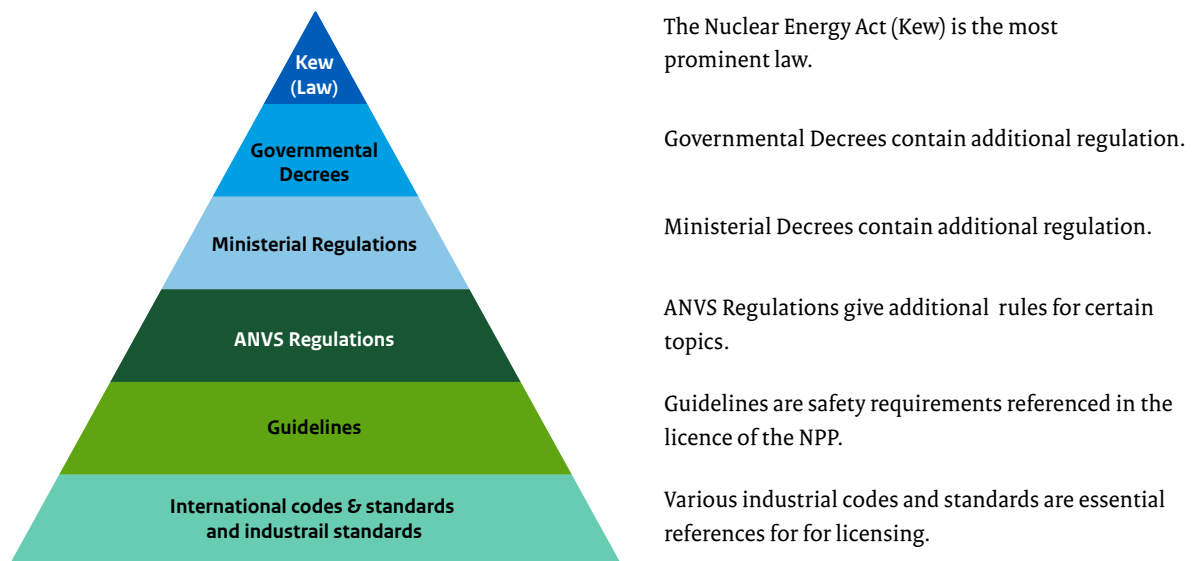 Kew
(Law)
The Nuclear Energy Act (Kew) is the most
prominent law.
Governmental
Decrees
Governmental Decrees contain additional regulation.
Ministerial Regulations
Ministerial Decrees contain additional regulation.
ANVS Regulations
ANVS Regulations give additional  rules for certain
topics.
Guidelines
Guidelines are safety requirements referenced in the
licence of the NPP.
International codes & standards
and industrail standards
Various industrial codes and standards are essential
references for for licensing.